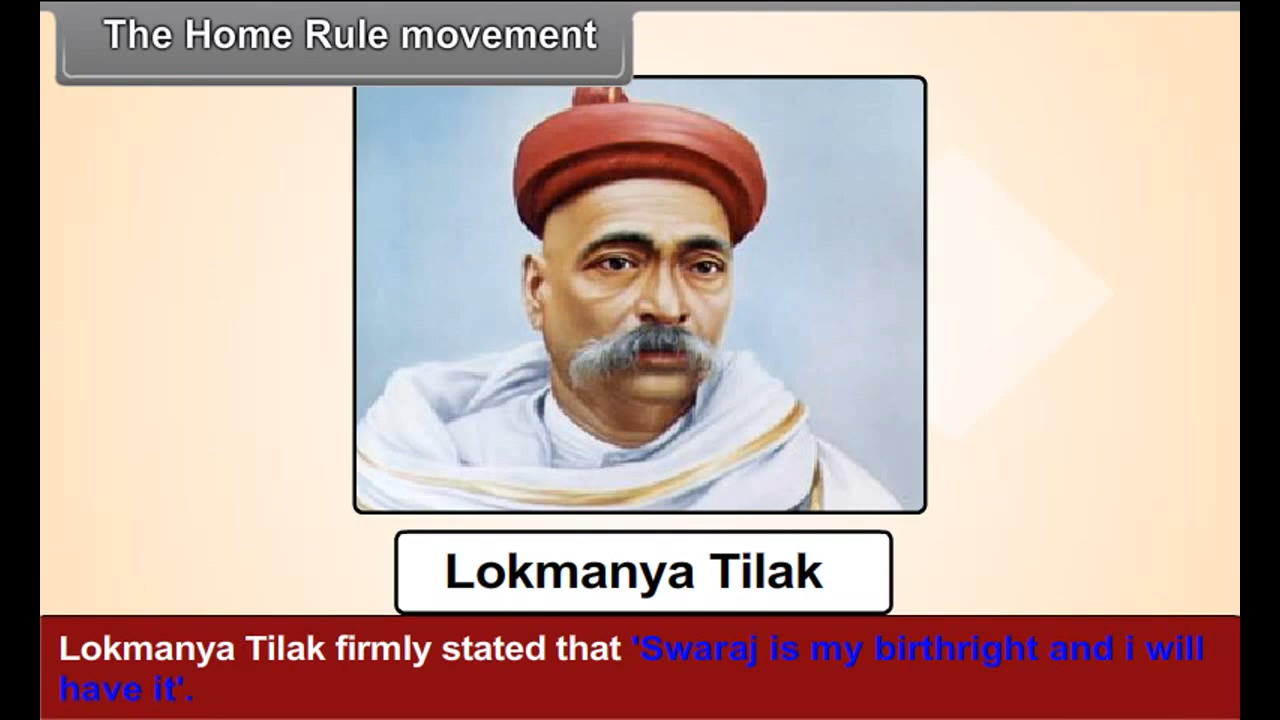 The Home Rule movement
Lokmanya Tilak
Lokmanya Tilak firmly stated that 'Swaraj is my birthright and i will
have it'.